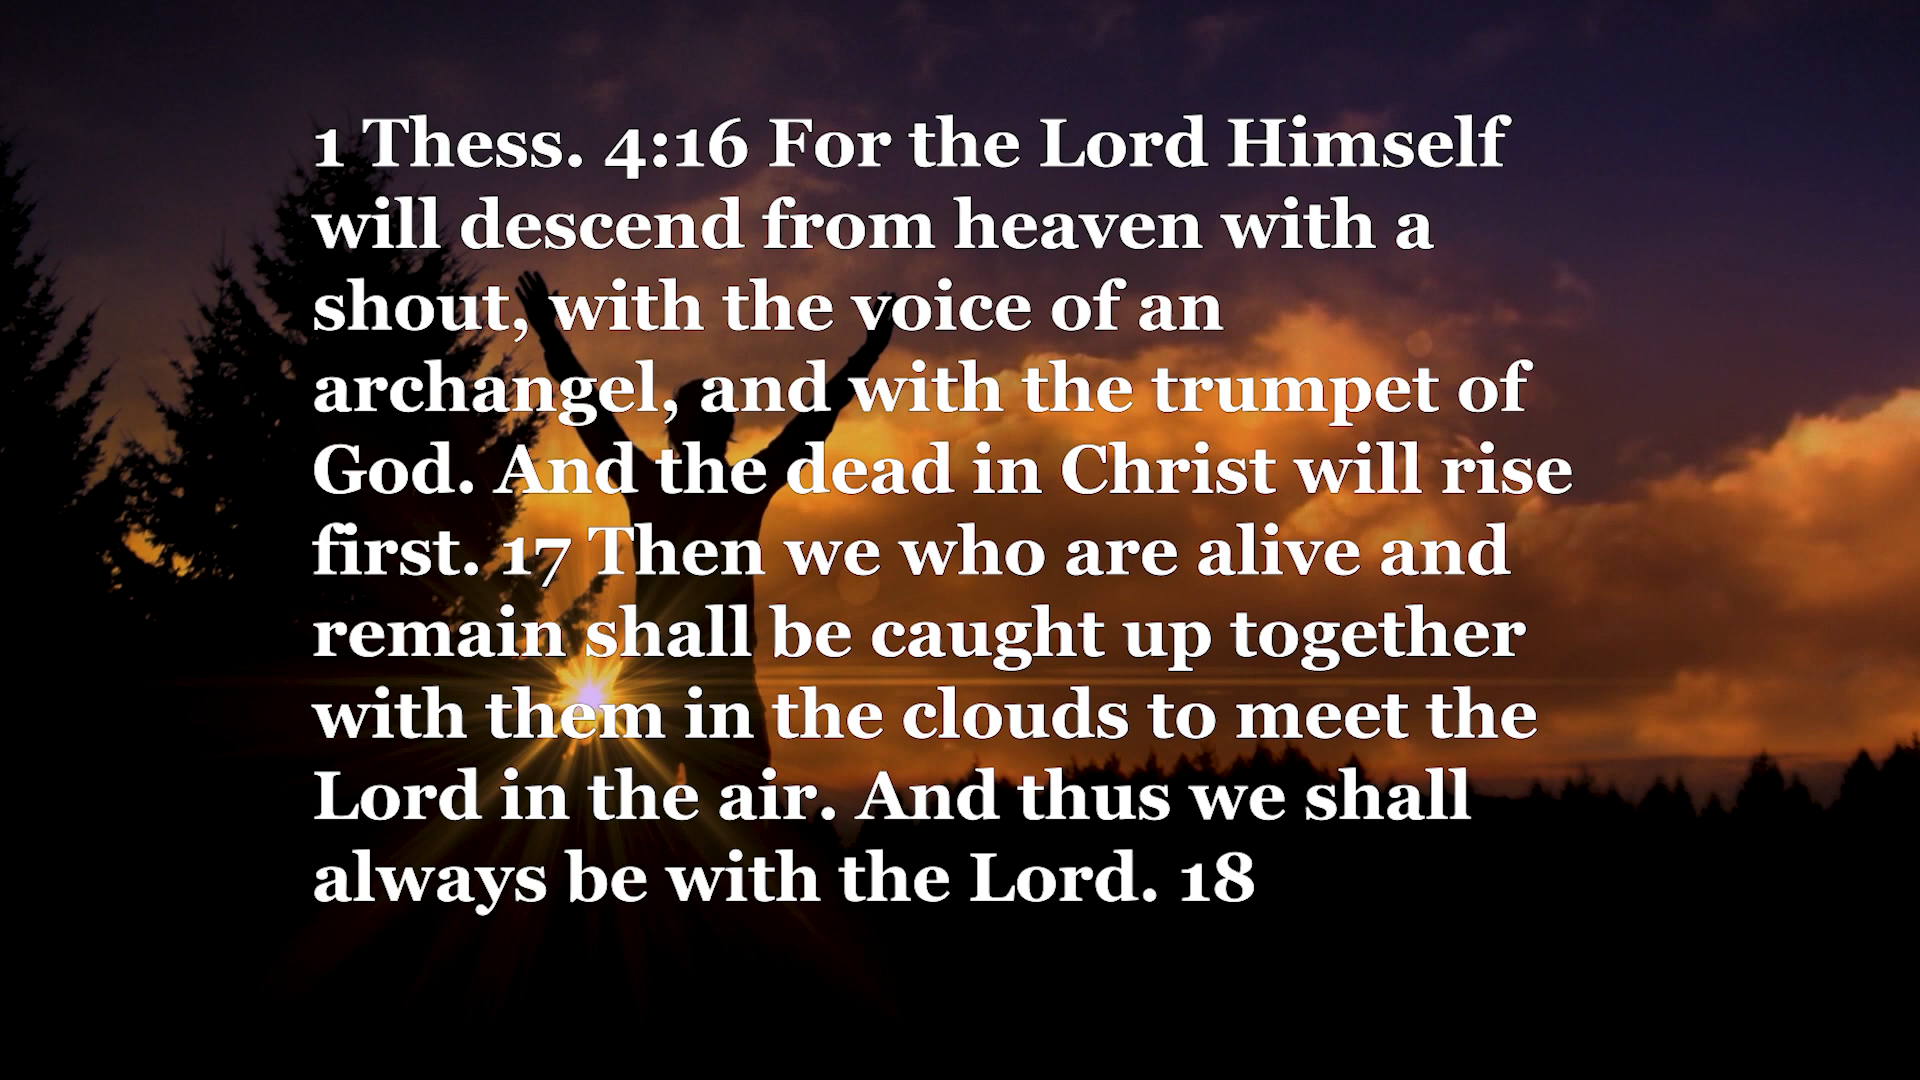 1 Thess. 4:16 For the Lord Himself
will descend from heaven with a
shout, with the voice of an
archangel, and with the trumpet of
God. And the dead in Christ will rise
first. 17 Then we who are alive and
remain shall be caught up together
with them in the clouds to meet the
Lord in the air. And thus we shall
always be with the Lord. 18